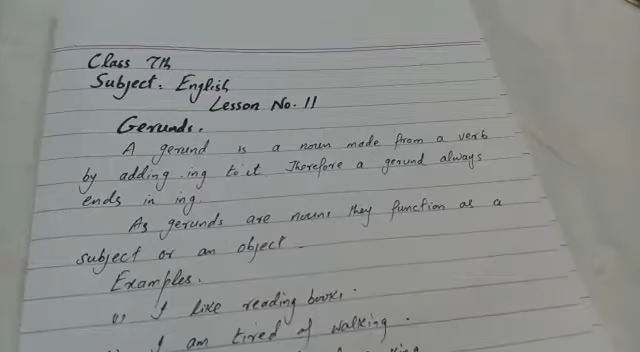 Class 7th
Subject. English
Lesson No. 11
Gerunds.
A gerund is a noun made from a verb
by adding .ing to it Therefore a gerund always
ends in ing.
As gerunds are nouns they function as a
subject or an object.
Examples.
I like reading books.
I am tired of walking.